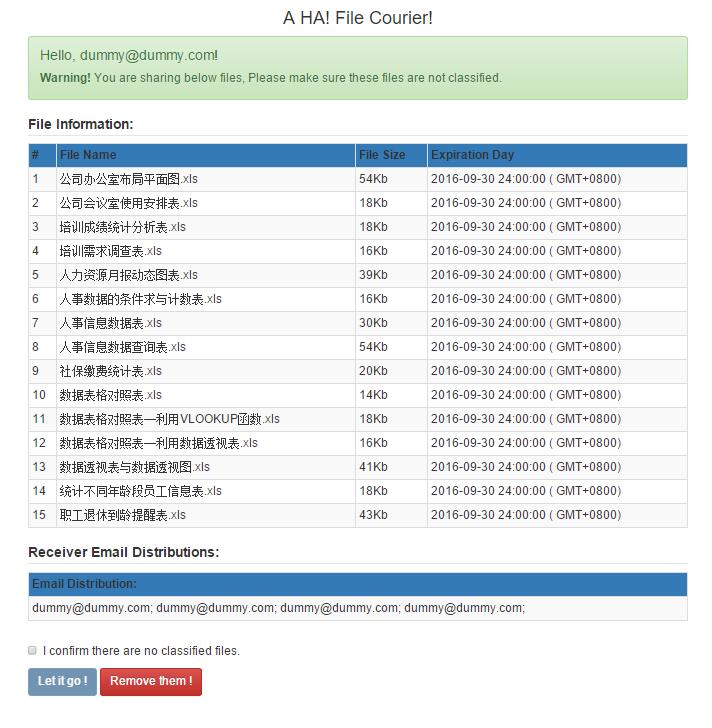 A HA! File Courier!
Hello, dummy@dummy.com!
Warning! You are sharing below files, Please make sure these files are not classified.
File Information:
# File Name File Size Expiration Day
1 公司办公室布局平面图.xls 54Kb 2016-09-30 24:00:00 ( GMT+0800)
2 公司会议室使用安排表.xls 18Kb 2016-09-30 24:00:00 ( GMT+0800)
3 培训成绩统计分析表.xls 18Kb 2016-09-30 24:00:00 ( GMT+0800)
4 培训需求调查表.xls 16Kb 2016-09-30 24:00:00 ( GMT+0800)
5 人力资源月报动态图表.xls 39Kb 2016-09-30 24:00:00 ( GMT+0800)
6 人事数据的条件求与计数表.xls 16Kb 2016-09-30 24:00:00 ( GMT+0800)
7 人事信息数据表.xls 30Kb 2016-09-30 24:00:00 ( GMT+0800)
8 人事信息数据查询表.xls 54Kb 2016-09-30 24:00:00 ( GMT+0800)
9 社保缴费统计表.xls 20Kb 2016-09-30 24:00:00 ( GMT+0800)
10 数据表格对照表.xls 14Kb 2016-09-30 24:00:00 ( GMT+0800)
11 数据表格对照表—利用VLOOKUP函数.xls 18Kb 2016-09-30 24:00:00 ( GMT+0800)
12 数据表格对照表—利用数据透视表.xls 16Kb 2016-09-30 24:00:00 ( GMT+0800)
13 数据透视表与数据透视图.xls 41Kb 2016-09-30 24:00:00 ( GMT+0800)
14 统计不同年龄段员工信息表.xls 18Kb 2016-09-30 24:00:00 ( GMT+0800)
15 职工退休到龄提醒表.xls 43Kb 2016-09-30 24:00:00 ( GMT+0800)
Receiver Email Distributions:
Email Distribution:
dummy@dummy.com; dummy@dummy.com; dummy@dummy.com; dummy@dummy.com;
I confirm there are no classified files.
Let it go ! Remove them !